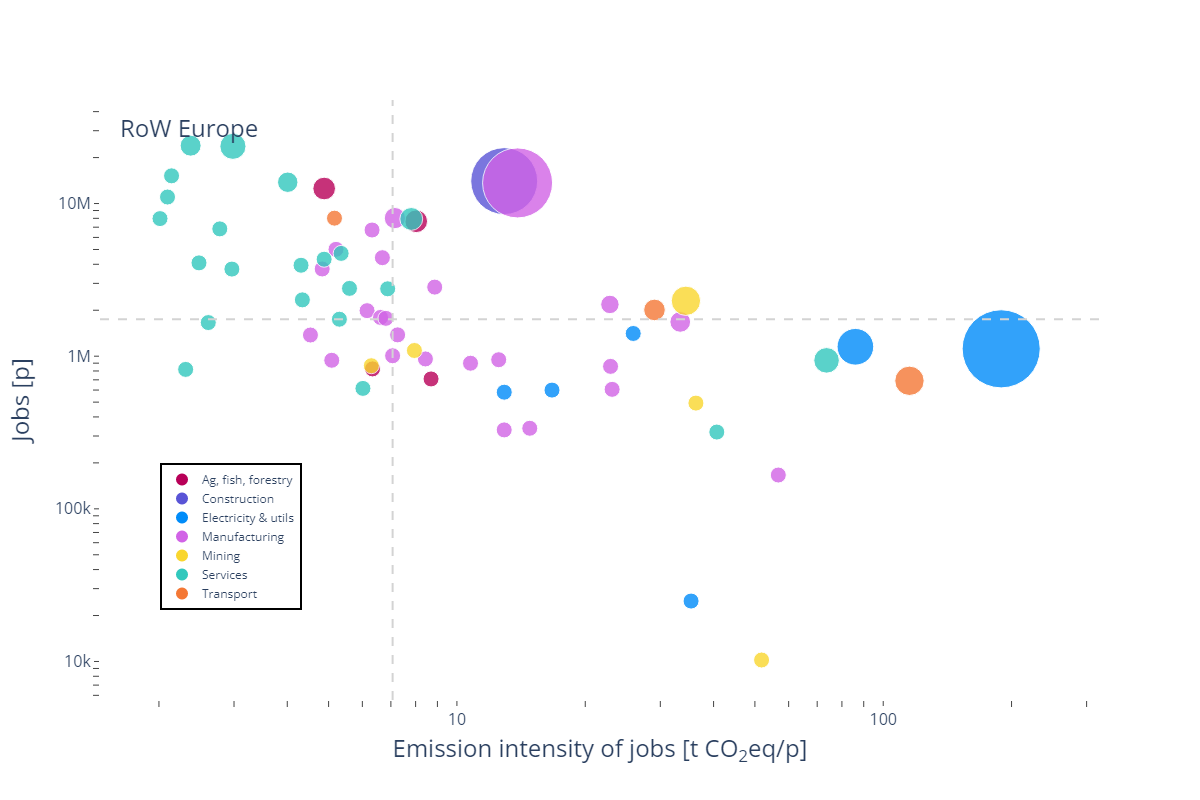 RoW Europe
10M
1M
100k
10k
Jobs [p]
Ag, fish, forestry
Construction
Electricity & utils
Manufacturing
Mining
Services
Transport
10
100
Emission intensity of jobs [t CO₂eq/p]